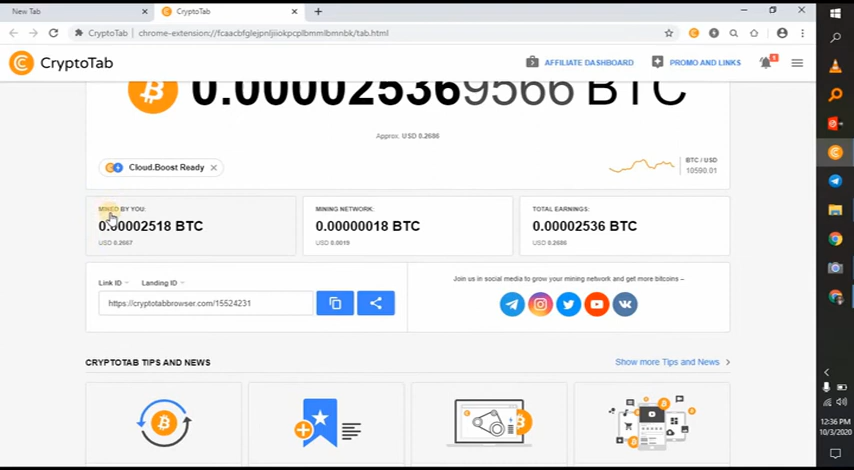 New Tab
CryptoTab
CryptoTab | chrome-extension://fcaacbfglejpnljiiokpcplbmmlbmnbk/tab.html
CryptoTab
AFFILIATE DASHBOARD
PROMO AND LINKS
0.000025369566 BTC
Approx. USD 0.2686
Cloud.Boost Ready
BTC / USD
10590.01
MINED BY YOU:
0.00002518 BTC
USD 0.2667
MINING NETWORK:
0.00000018 BTC
USD 0.0019
TOTAL EARNINGS:
0.00002536 BTC
USD 0.2686
Link ID
Landing ID
https://cryptotabbrowser.com/15524231
Join us in social media to grow your mining network and get more bitcoins –
CRYPTOTAB TIPS AND NEWS
Show more Tips and News
12:36 PM
10/3/2020